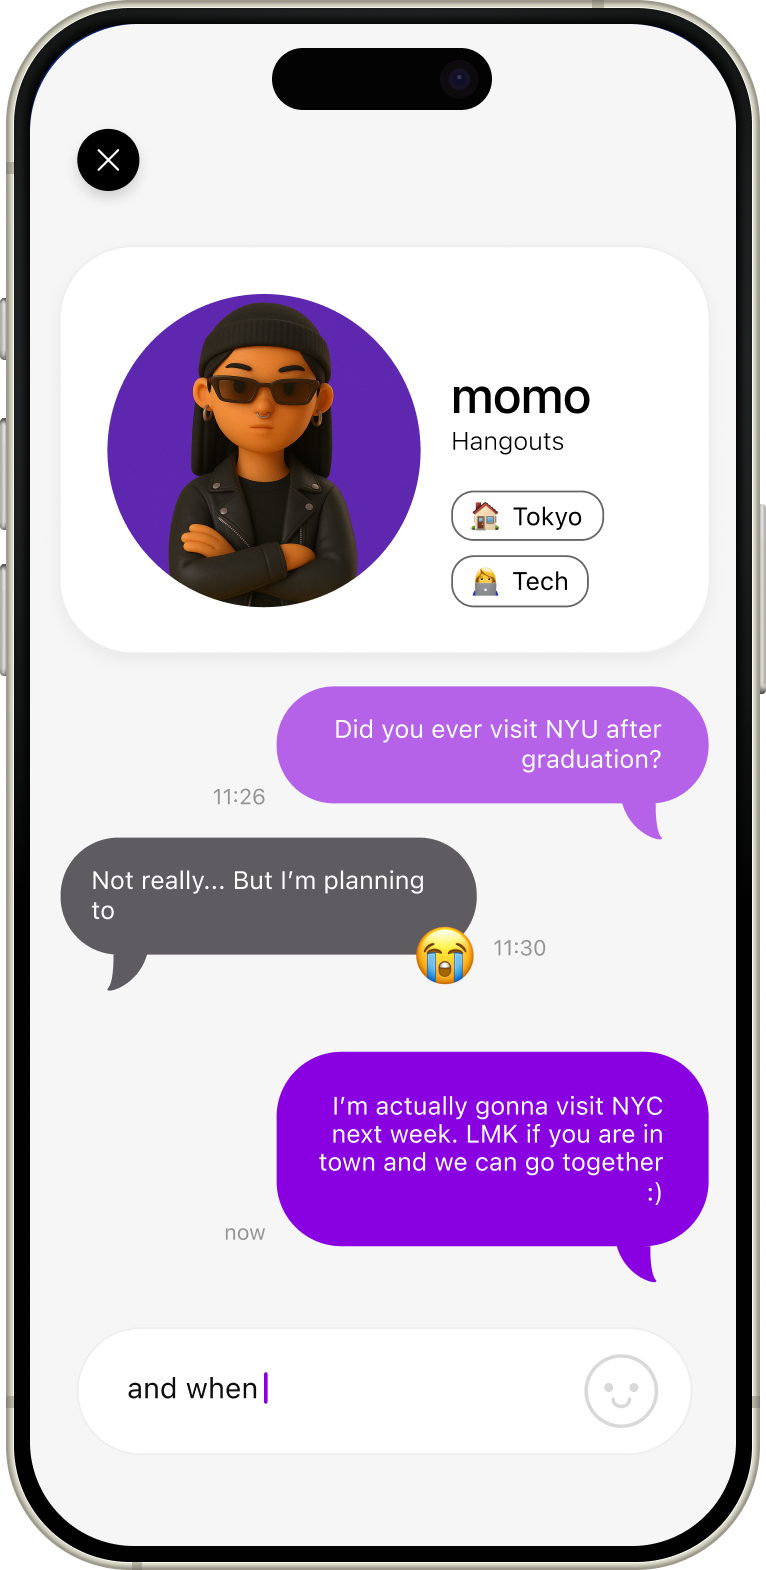 momo
Hangouts
Tokyo
Tech
Did you ever visit NYU after
graduation?
11:26
Not really... But I’m planning
to
11:30
I’m actually gonna visit NYC
next week. LMK if you are in
town and we can go together
:)
now
and when